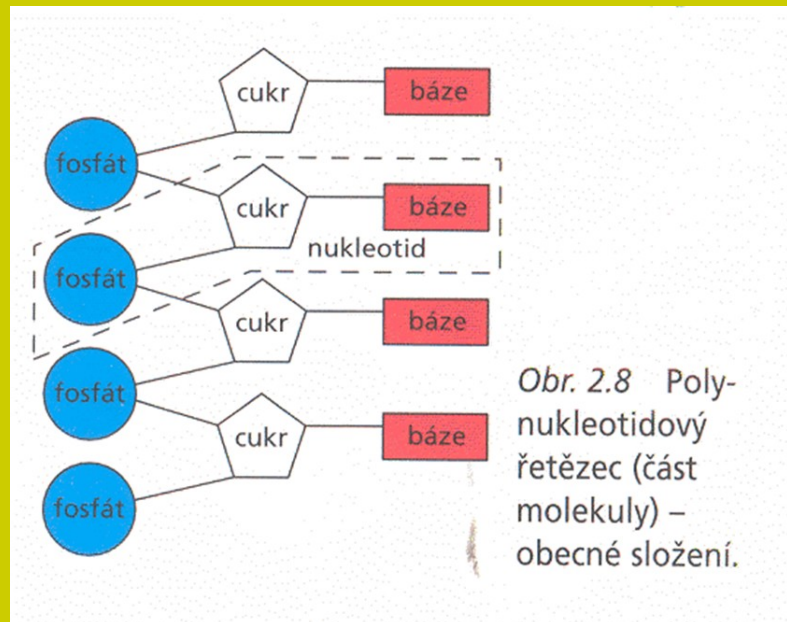 cukr báze
fosfát
cukr báze
nukleotid
fosfát
cukr báze
fosfát
cukr báze
fosfát
Obr. 2.8 Poly-
nukleotidový
řetězec (část
molekuly) –
obecné složení.